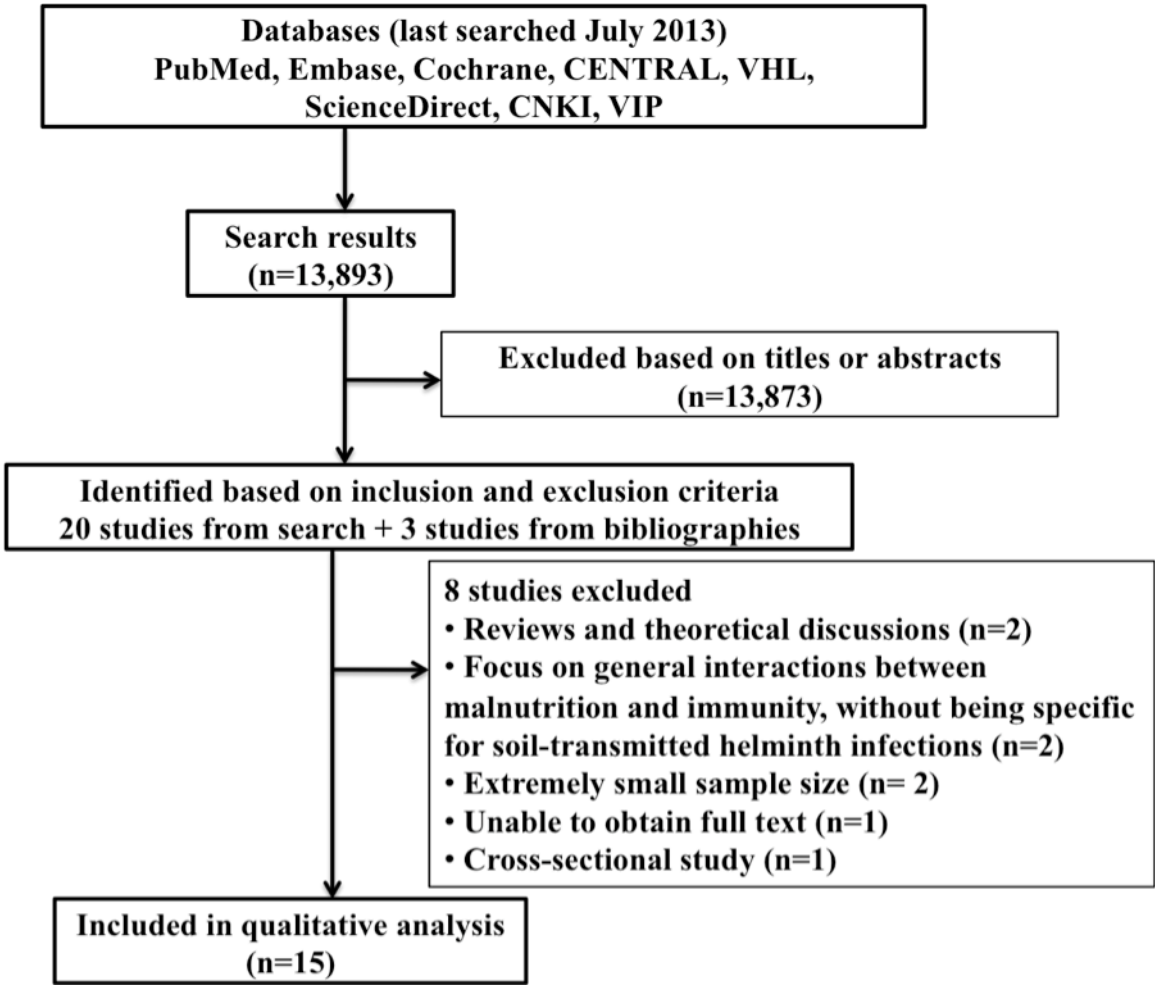 Databases (last searched July 2013)
PubMed, Embase, Cochrane, CENTRAL, VHL,
ScienceDirect, CNKI, VIP
Search results
(n=13,893)
Excluded based on titles or abstracts
(n=13,873)
Identified based on inclusion and exclusion criteria
20 studies from search + 3 studies from bibliographies
8 studies excluded
• Reviews and theoretical discussions (n=2)
• Focus on general interactions between
malnutrition and immunity, without being specific
for soil-transmitted helminth infections (n=2)
• Extremely small sample size (n= 2)
• Unable to obtain full text (n=1)
• Cross-sectional study (n=1)
Included in qualitative analysis
(n=15)